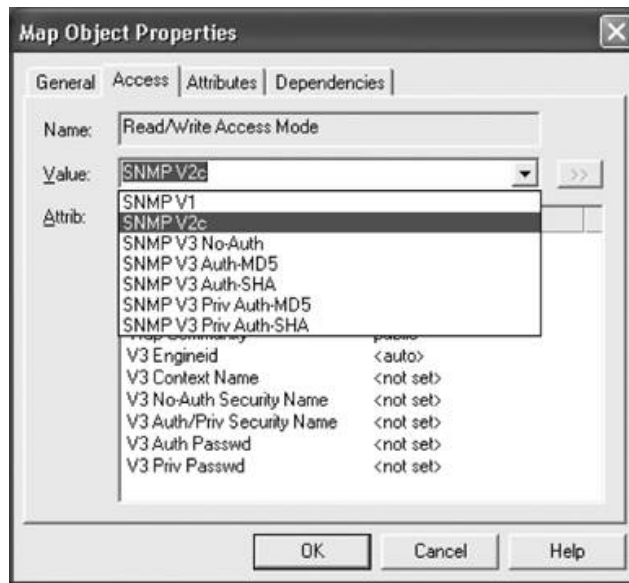 Map Object Properties
General Access Attributes Dependencies
Name: Read/Write Access Mode
Value: SNMP V2c >>
Attrib: SNMP V1
SNMP V2c
SNMP V3 No-Auth
SNMP V3 Auth-MD5
SNMP V3 Auth-SHA
SNMP V3 Priv Auth-MD5
SNMP V3 Priv Auth-SHA
V3 Engineid <auto>
V3 Context Name <not set>
V3 No-Auth Security Name <not set>
V3 Auth/Priv Security Name <not set>
V3 Auth Passwd <not set>
V3 Priv Passwd <not set>
OK Cancel Help